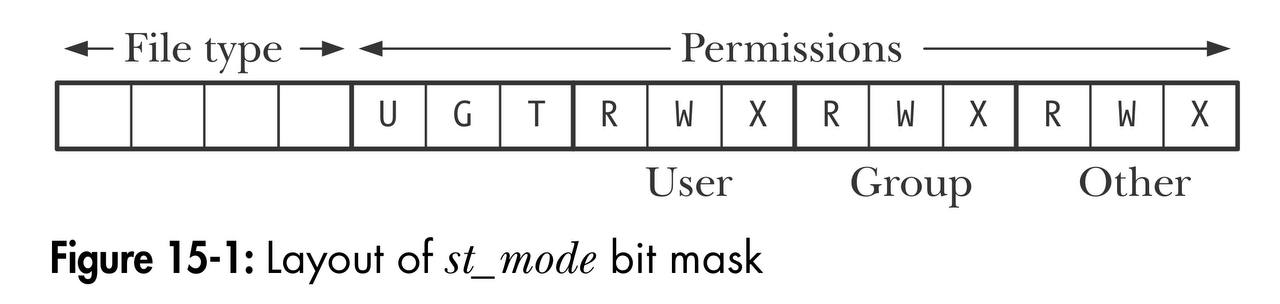 File type Permissions
U G T R W X R W X R W X
User Group Other
Figure 15-1: Layout of st_mode bit mask